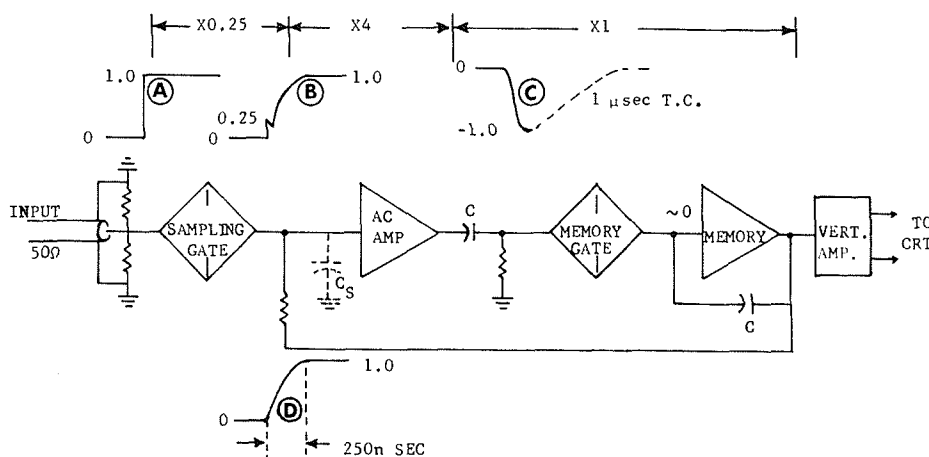 X0.25
X4
X1
1.0
A
0
0.25
0
B
1.0
0
-1.0
C
1 μsec T.C.
INPUT
50Ω
SAMPLING
GATE
C_S
AC
AMP
C
MEMORY
GATE
~0
MEMORY
C
VERT.
AMP.
TO
CRT
0
D
1.0
250n SEC